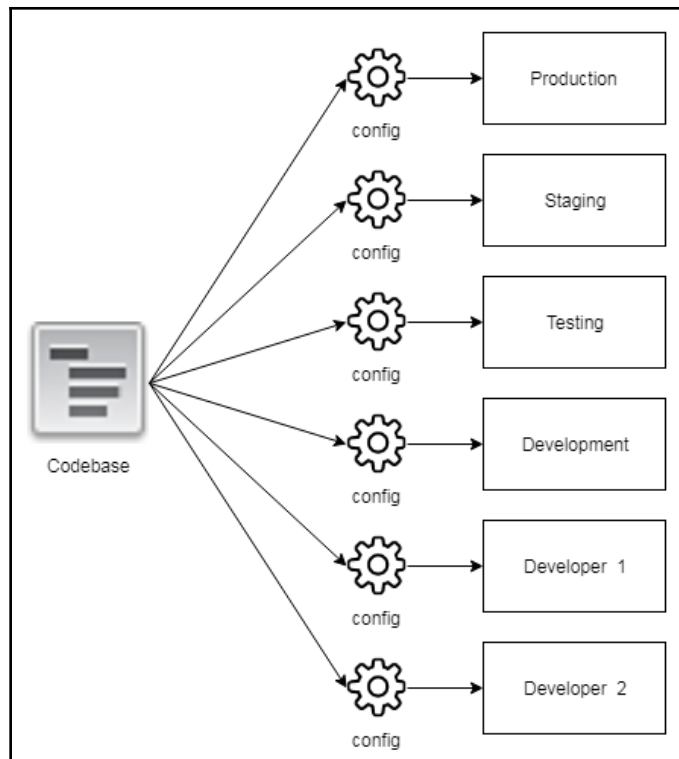 Production
config
Staging
config
Testing
config
Codebase
Development
config
Developer 1
config
Developer 2
config